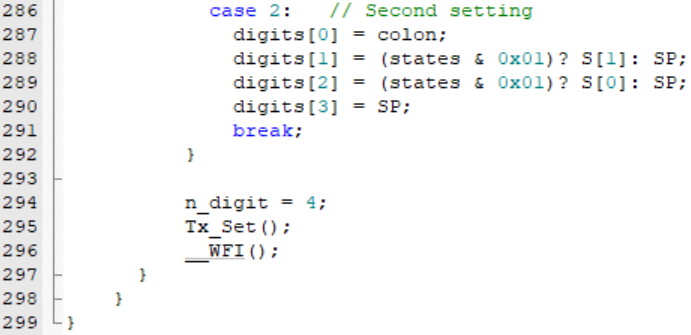 286 case 2: // Second setting
287 digits[0] = colon;
288 digits[1] = (states & 0x01)? S[1]: SP;
289 digits[2] = (states & 0x01)? S[0]: SP;
290 digits[3] = SP;
291 break;
292 }
293
294 n_digit = 4;
295 Tx_Set();
296 __WFI();
297 }
298 }
299 }